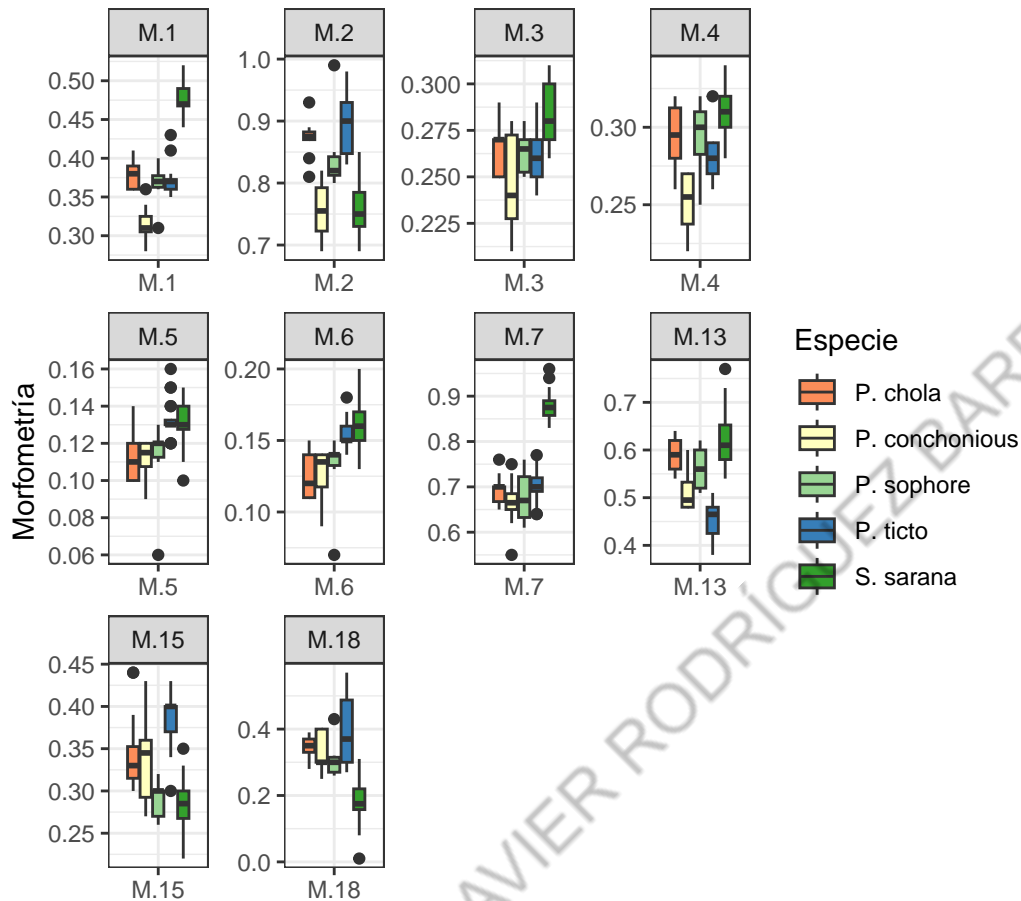 M.1 M.2 M.3 M.4
0.50 0.45 0.40 0.35 0.30
1.0 0.9 0.8 0.7
0.300 0.275 0.250 0.225
0.30 0.25
M.1 M.2 M.3 M.4
M.5 M.6 M.7 M.13
0.16 0.14 0.12 0.10 0.08 0.06
0.20 0.15 0.10
0.9 0.8 0.7 0.6
0.7 0.6 0.5 0.4
M.5 M.6 M.7 M.13
M.15 M.18
0.45 0.40 0.35 0.30 0.25
0.4 0.2 0.0
M.15 M.18
Morfometría
Especie
P. chola
P. conchonious
P. sophore
P. ticto
S. sarana
AVIER RODRÍGUEZ BARR